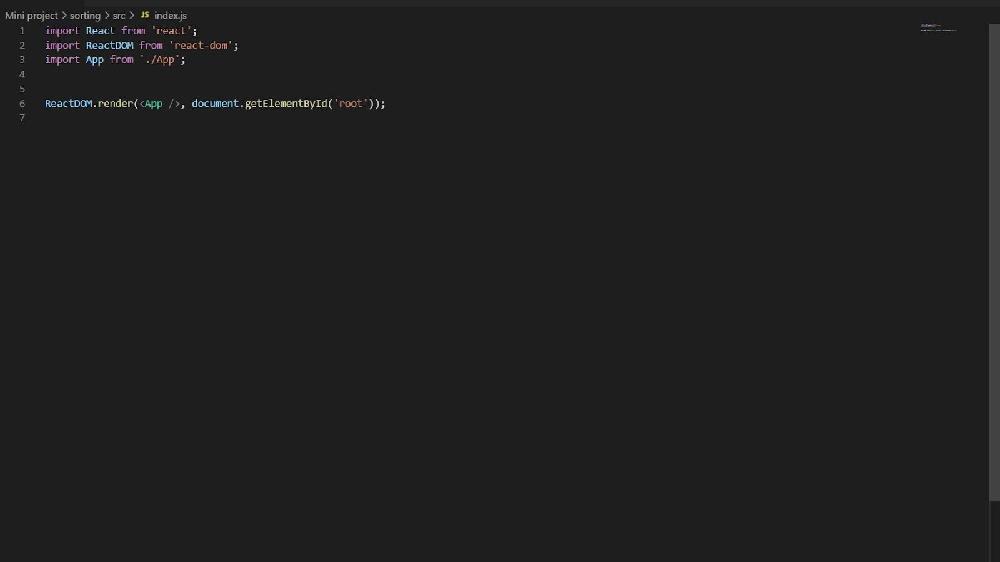 Mini project > sorting > src > JS index.js
1 import React from 'react';
2 import ReactDOM from 'react-dom';
3 import App from './App';
4
5
6 ReactDOM.render(<App />, document.getElementById('root'));
7